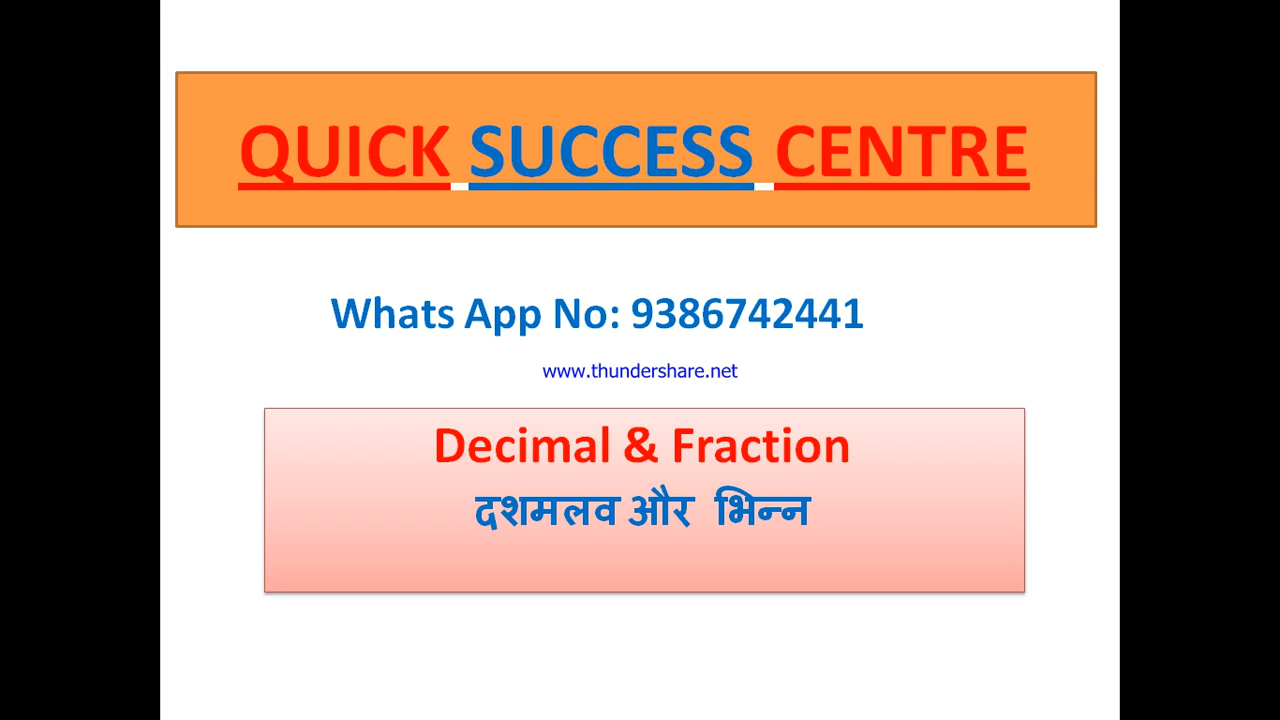 QUICK SUCCESS CENTRE
Whats App No: 9386742441
www.thundershare.net
Decimal & Fraction
दशमलव और भिन्न